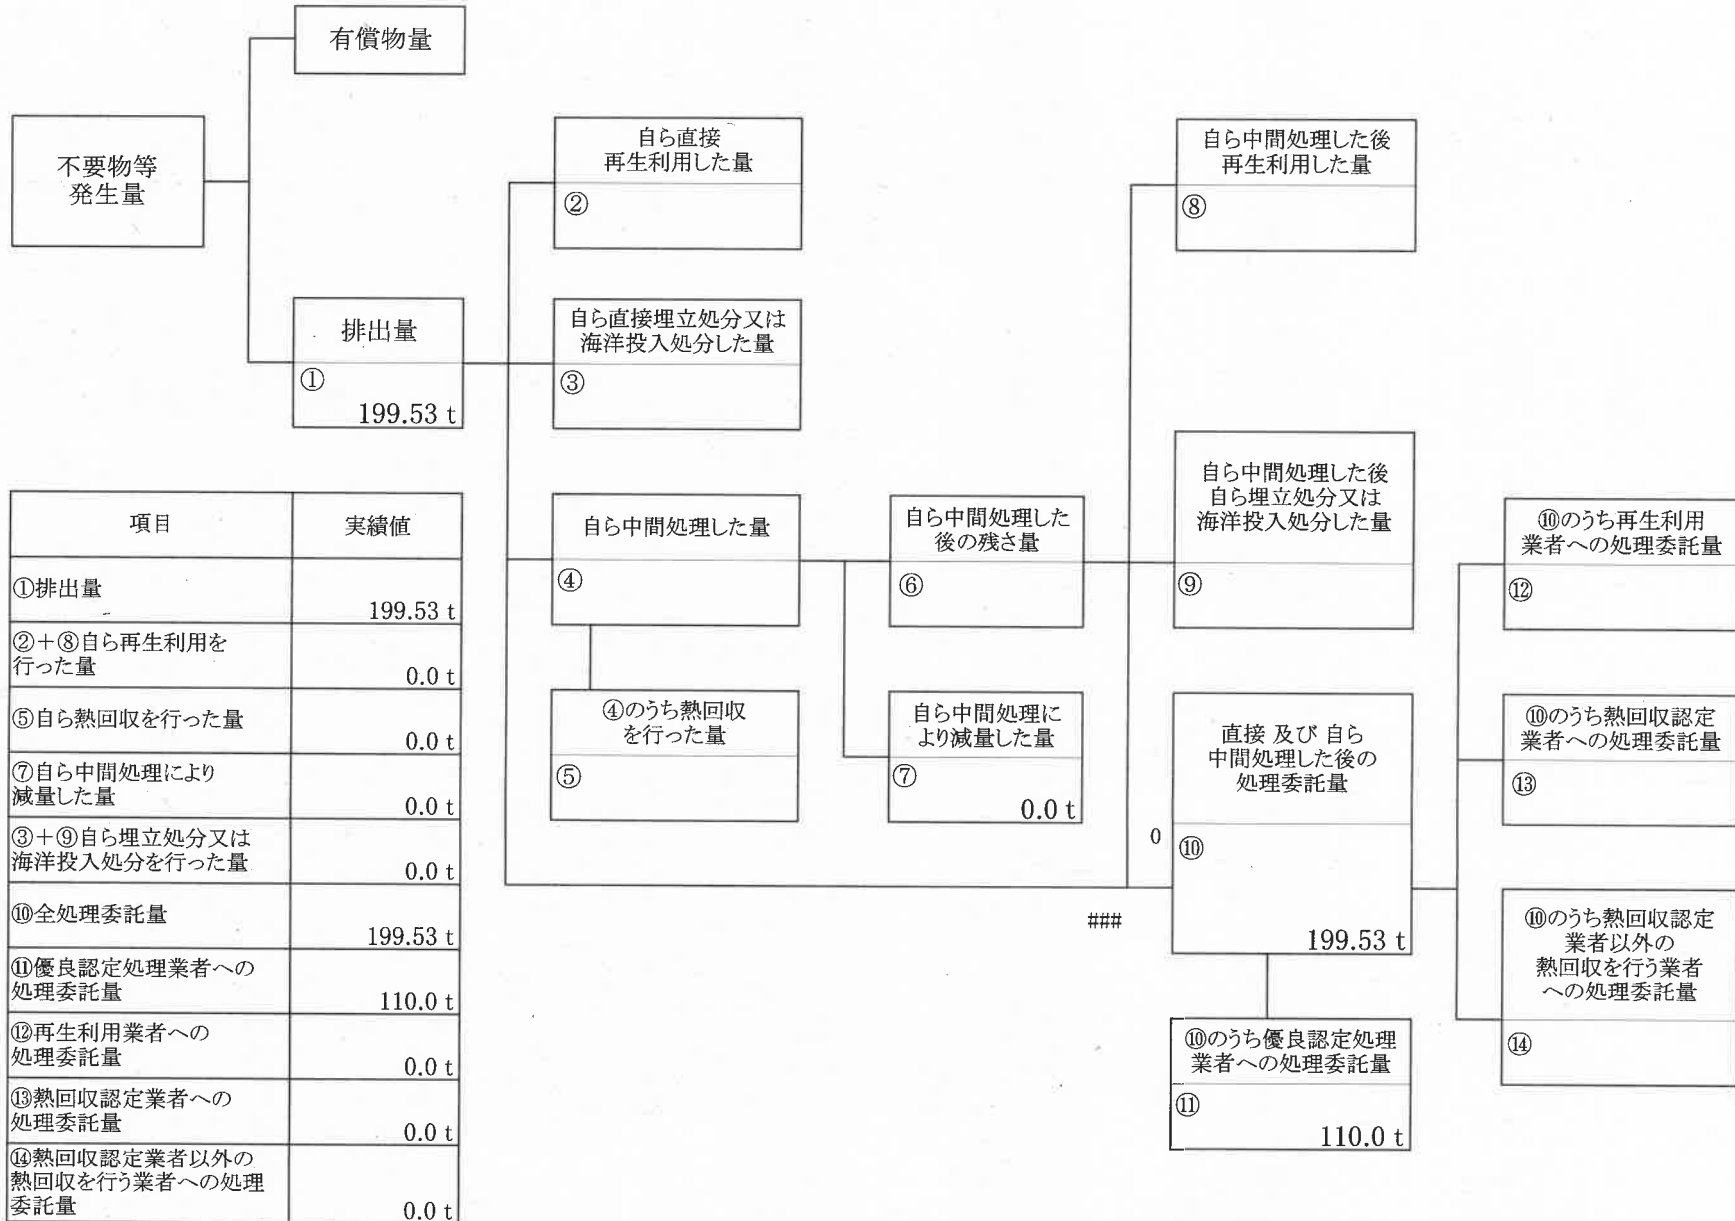 有償物量
不要物等
発生量
排出量
①
199.53 t
自ら直接
再生利用した量
②
自ら直接埋立処分又は
海洋投入処分した量
③
自ら中間処理した量
④
④のうち熱回収
を行った量
⑤
自ら中間処理した
後の残さ量
⑥
自ら中間処理に
より減量した量
⑦
0.0 t
自ら中間処理した後
再生利用した量
⑧
自ら中間処理した後
自ら埋立処分又は
海洋投入処分した量
⑨
直接 及び 自ら
中間処理した後の
処理委託量
0
⑩
199.53 t
###
⑩のうち優良認定処理
業者への処理委託量
⑪
110.0 t
⑩のうち再生利用
業者への処理委託量
⑫
⑩のうち熱回収認定
業者への処理委託量
⑬
⑩のうち熱回収認定
業者以外の
熱回収を行う業者
への処理委託量
⑭
項目 実績値
①排出量
199.53 t
②＋⑧自ら再生利用を
行った量
0.0 t
⑤自ら熱回収を行った量
0.0 t
⑦自ら中間処理により
減量した量
0.0 t
③＋⑨自ら埋立処分又は
海洋投入処分を行った量
0.0 t
⑩全処理委託量
199.53 t
⑪優良認定処理業者への
処理委託量
110.0 t
⑫再生利用業者への
処理委託量
0.0 t
⑬熱回収認定業者への
処理委託量
0.0 t
⑭熱回収認定業者以外の
熱回収を行う業者への処理
委託量
0.0 t